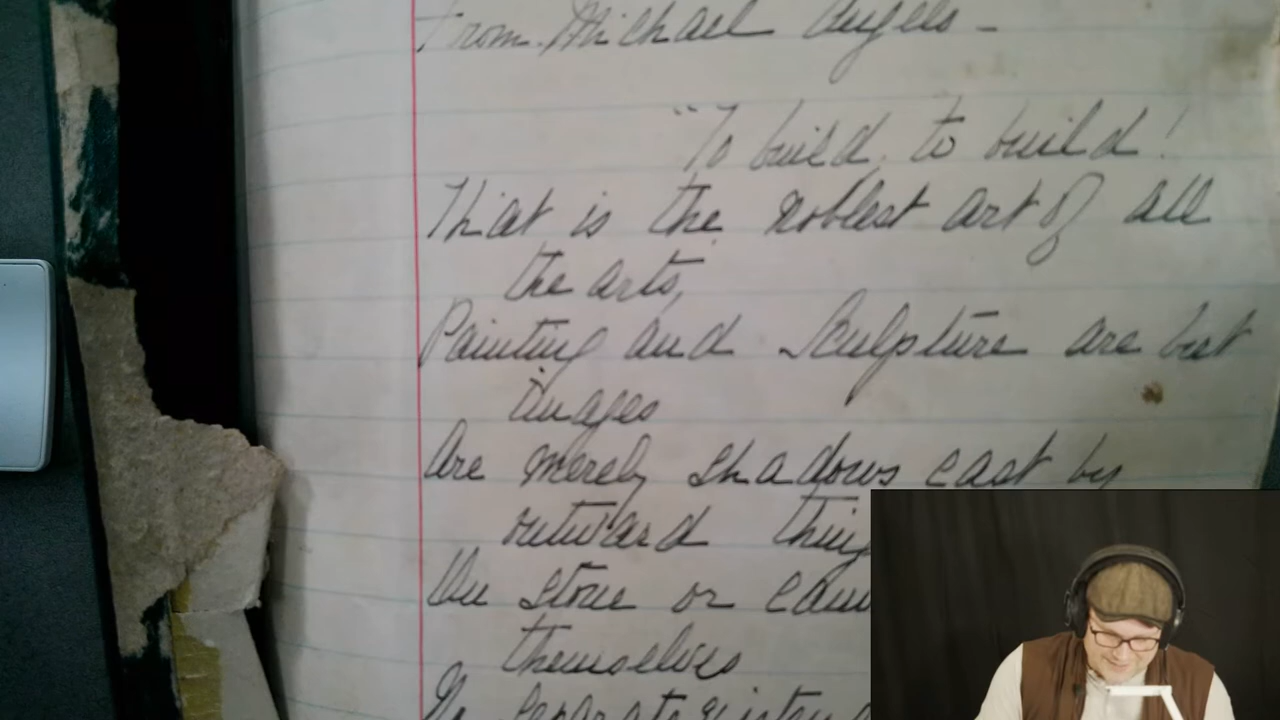 From Michael Angelo -
"To build, to build!
That is the noblest art of all
the arts,
Painting and Sculpture are but
images
Are merely shadows cast by
outward
On stone or
themselves